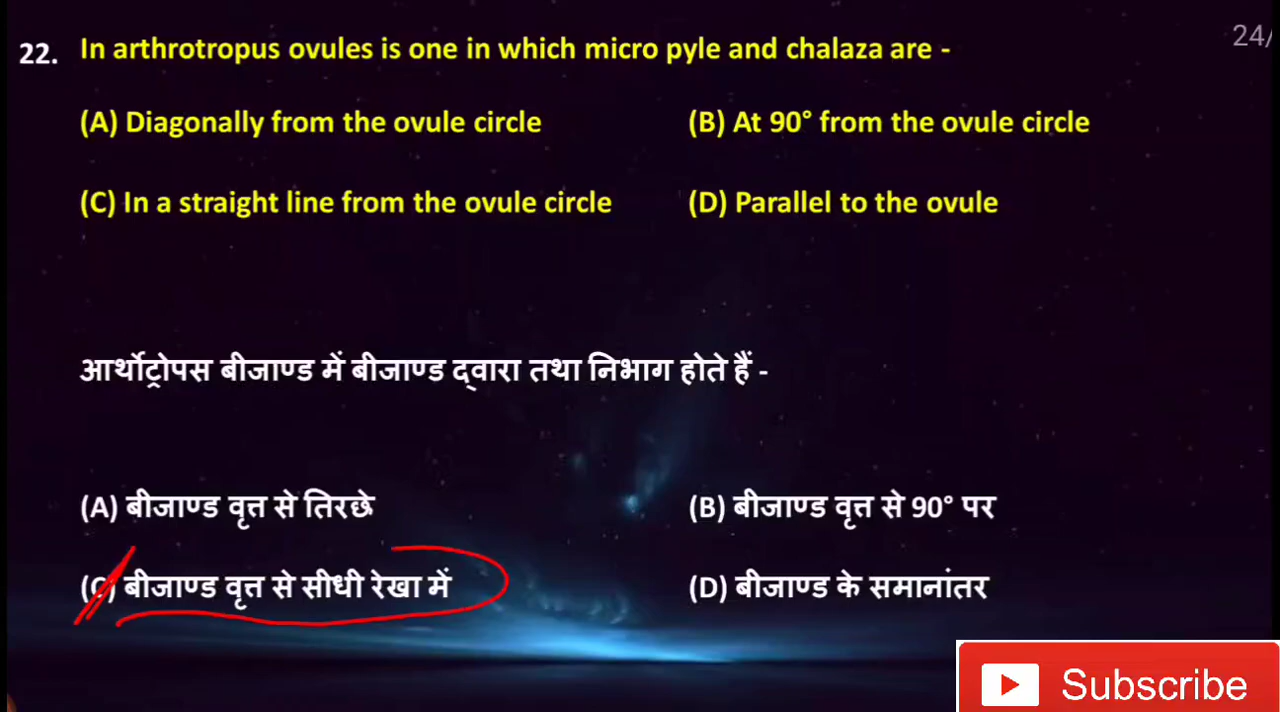 24/
22. In arthrotropus ovules is one in which micro pyle and chalaza are -
(A) Diagonally from the ovule circle (B) At 90° from the ovule circle
(C) In a straight line from the ovule circle (D) Parallel to the ovule
आर्थोट्रोपस बीजाण्ड में बीजाण्ड द्वारा तथा निभाग होते हैं -
(A) बीजाण्ड वृत्त से तिरछे (B) बीजाण्ड वृत्त से 90° पर
(C) बीजाण्ड वृत्त से सीधी रेखा में (D) बीजाण्ड के समानांतर
Subscribe